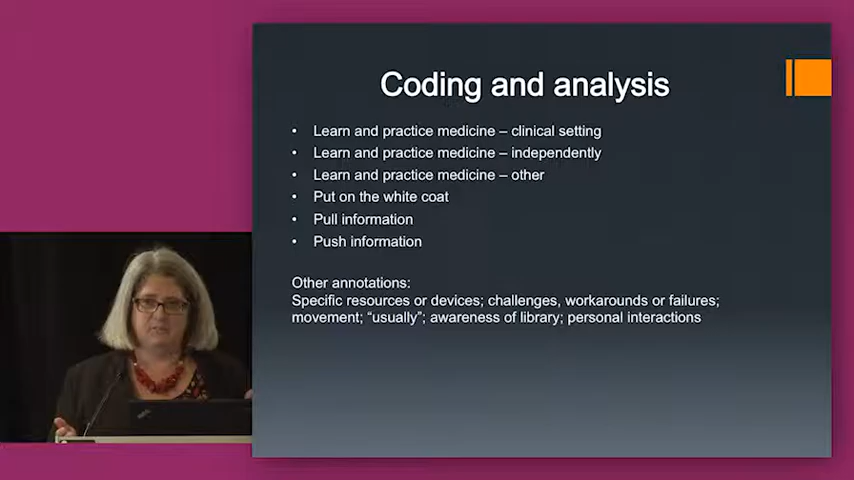 Coding and analysis
• Learn and practice medicine – clinical setting
• Learn and practice medicine – independently
• Learn and practice medicine – other
• Put on the white coat
• Pull information
• Push information
Other annotations:
Specific resources or devices; challenges, workarounds or failures;
movement; “usually”; awareness of library; personal interactions